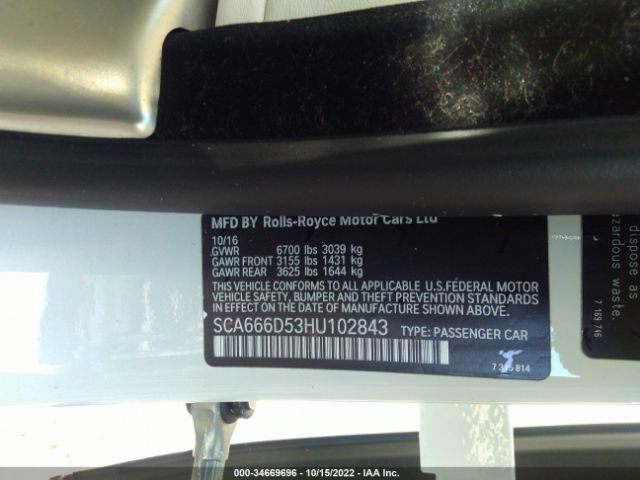 MFD BY Rolls-Royce Motor Cars Ltd
10/16
GVWR 6700 lbs 3039 kg
GAWR FRONT 3155 lbs 1431 kg
GAWR REAR 3625 lbs 1644 kg
THIS VEHICLE CONFORMS TO ALL APPLICABLE U.S.FEDERAL MOTOR
VEHICLE SAFETY, BUMPER, AND THEFT PREVENTION STANDARDS
IN EFFECT ON THE DATE OF MANUFACTURE SHOWN ABOVE.
SCA666D53HU102843 TYPE: PASSENGER CAR
7 315 814
dispose as
hazardous waste.
7 169 746
000-34669696 - 10/15/2022 - IAA Inc.